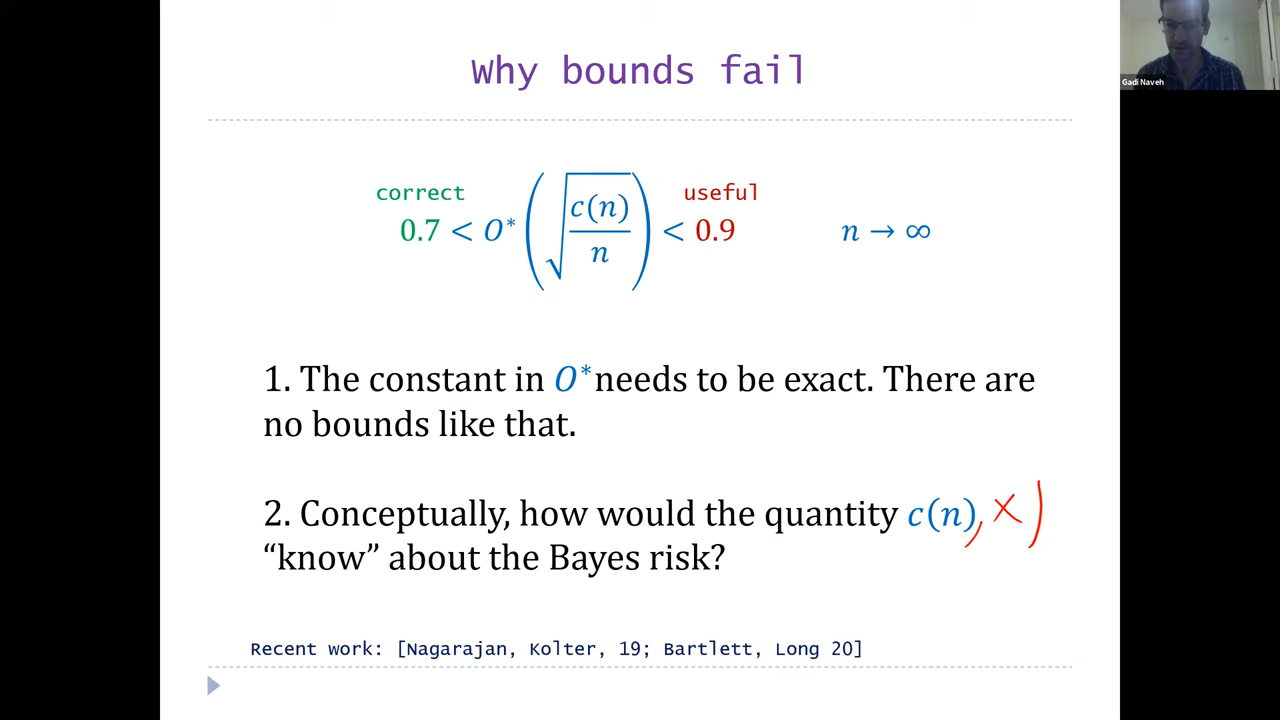 Why bounds fail
Gadi Naveh
correct
useful
0.7 < O*(√(c(n)/n)) < 0.9 n → ∞
1. The constant in O* needs to be exact. There are
no bounds like that.
2. Conceptually, how would the quantity c(n), X)
“know” about the Bayes risk?
Recent work: [Nagarajan, Kolter, 19; Bartlett, Long 20]